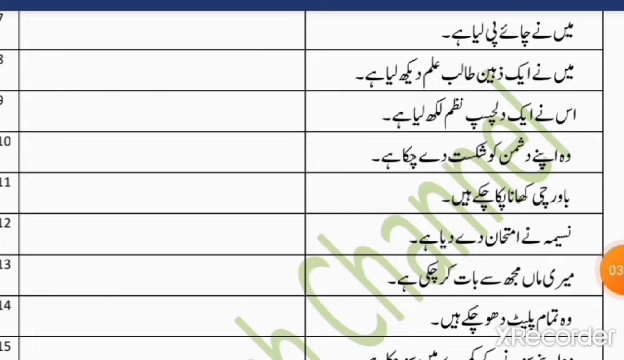 7 میں نے چائے پی لیا ہے۔
8 میں نے ایک ذہین طالب علم دیکھ لیا ہے۔
9 اس نے ایک دلچسپ نظم لکھ لیا ہے۔
10 وہ اپنے دشمن کو شکست دے چکا ہے۔
11 باورچی کھانا پکا چکے ہیں۔
12 نسیمہ نے امتحان دے دیا ہے۔
13 میری ماں مجھ سے بات کر چکی ہے۔
14 وہ تمام پلیٹ دھو چکے ہیں۔
15
Channel
03
XRecorder